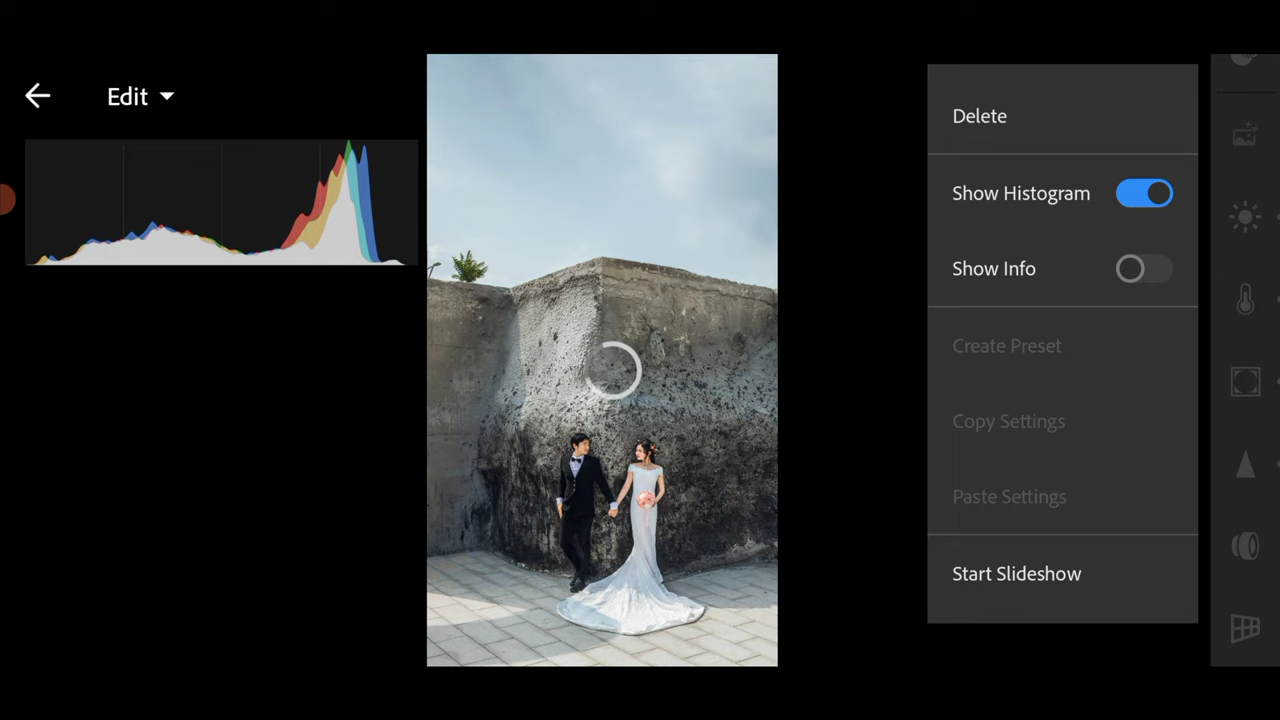 Edit
Delete
Show Histogram
Show Info
Create Preset
Copy Settings
Paste Settings
Start Slideshow